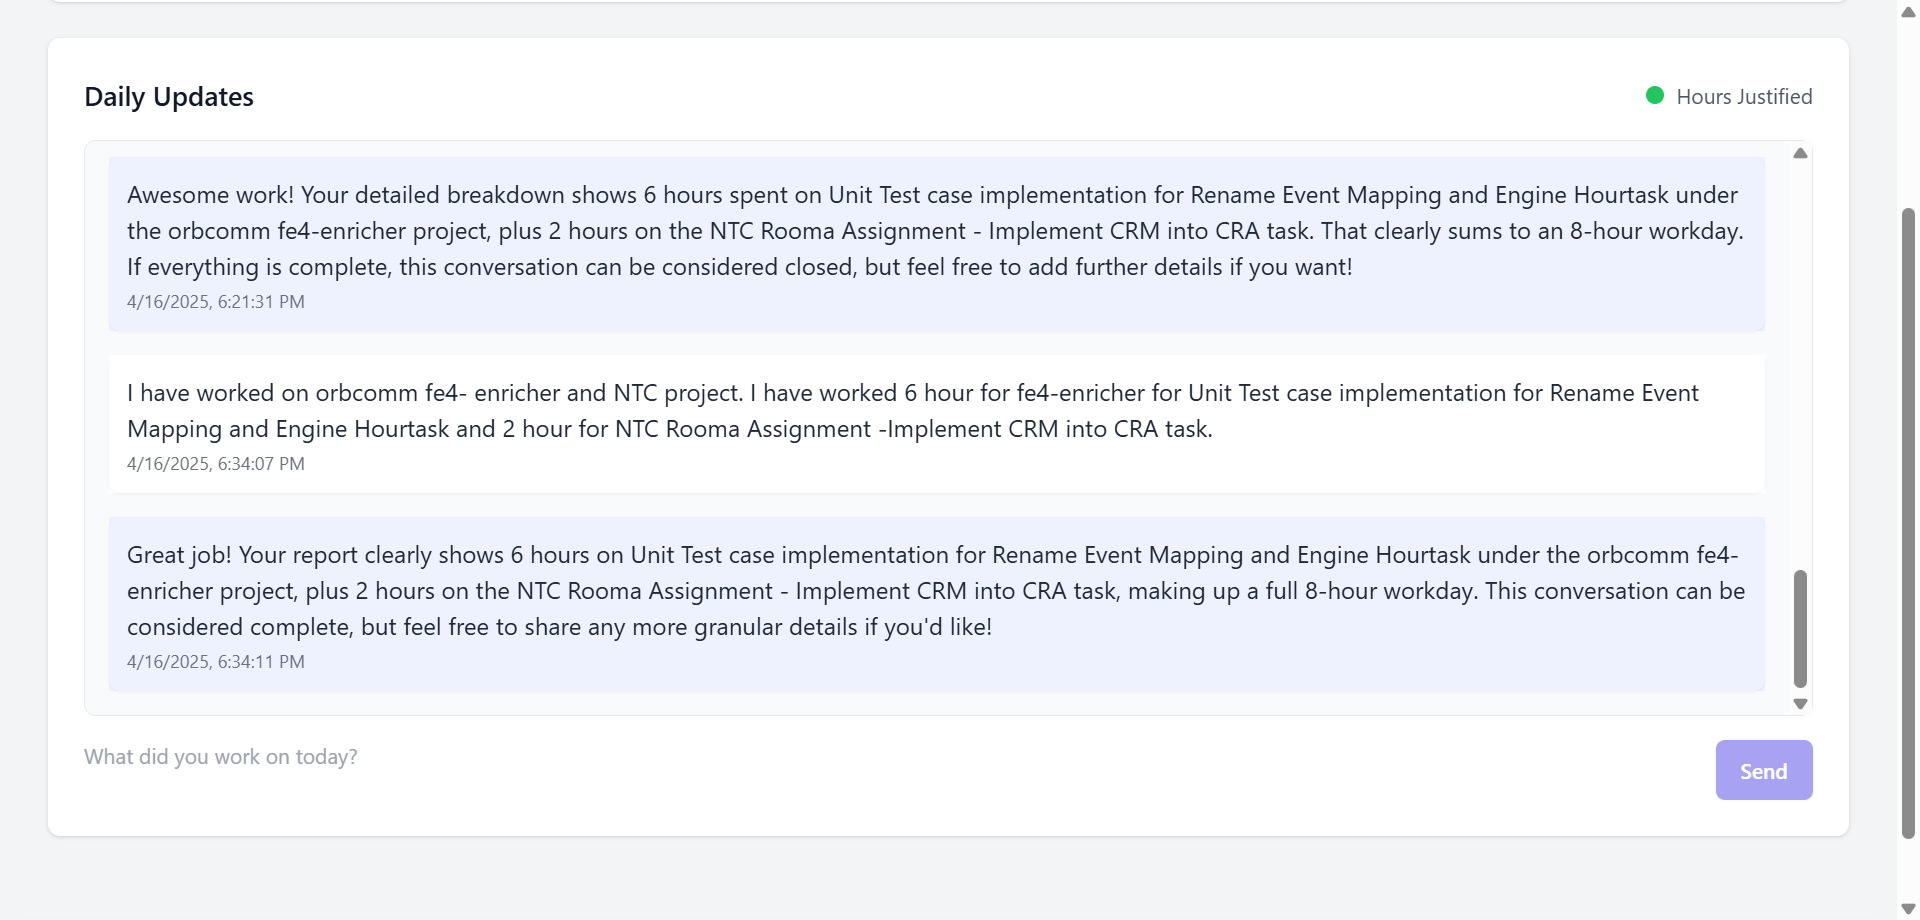 Daily Updates
Hours Justified
Awesome work! Your detailed breakdown shows 6 hours spent on Unit Test case implementation for Rename Event Mapping and Engine Hourtask under
the orbcomm fe4-enricher project, plus 2 hours on the NTC Rooma Assignment - Implement CRM into CRA task. That clearly sums to an 8-hour workday.
If everything is complete, this conversation can be considered closed, but feel free to add further details if you want!
4/16/2025, 6:21:31 PM
I have worked on orbcomm fe4- enricher and NTC project. I have worked 6 hour for fe4-enricher for Unit Test case implementation for Rename Event
Mapping and Engine Hourtask and 2 hour for NTC Rooma Assignment -Implement CRM into CRA task.
4/16/2025, 6:34:07 PM
Great job! Your report clearly shows 6 hours on Unit Test case implementation for Rename Event Mapping and Engine Hourtask under the orbcomm fe4-
enricher project, plus 2 hours on the NTC Rooma Assignment - Implement CRM into CRA task, making up a full 8-hour workday. This conversation can be
considered complete, but feel free to share any more granular details if you'd like!
4/16/2025, 6:34:11 PM
What did you work on today?
Send